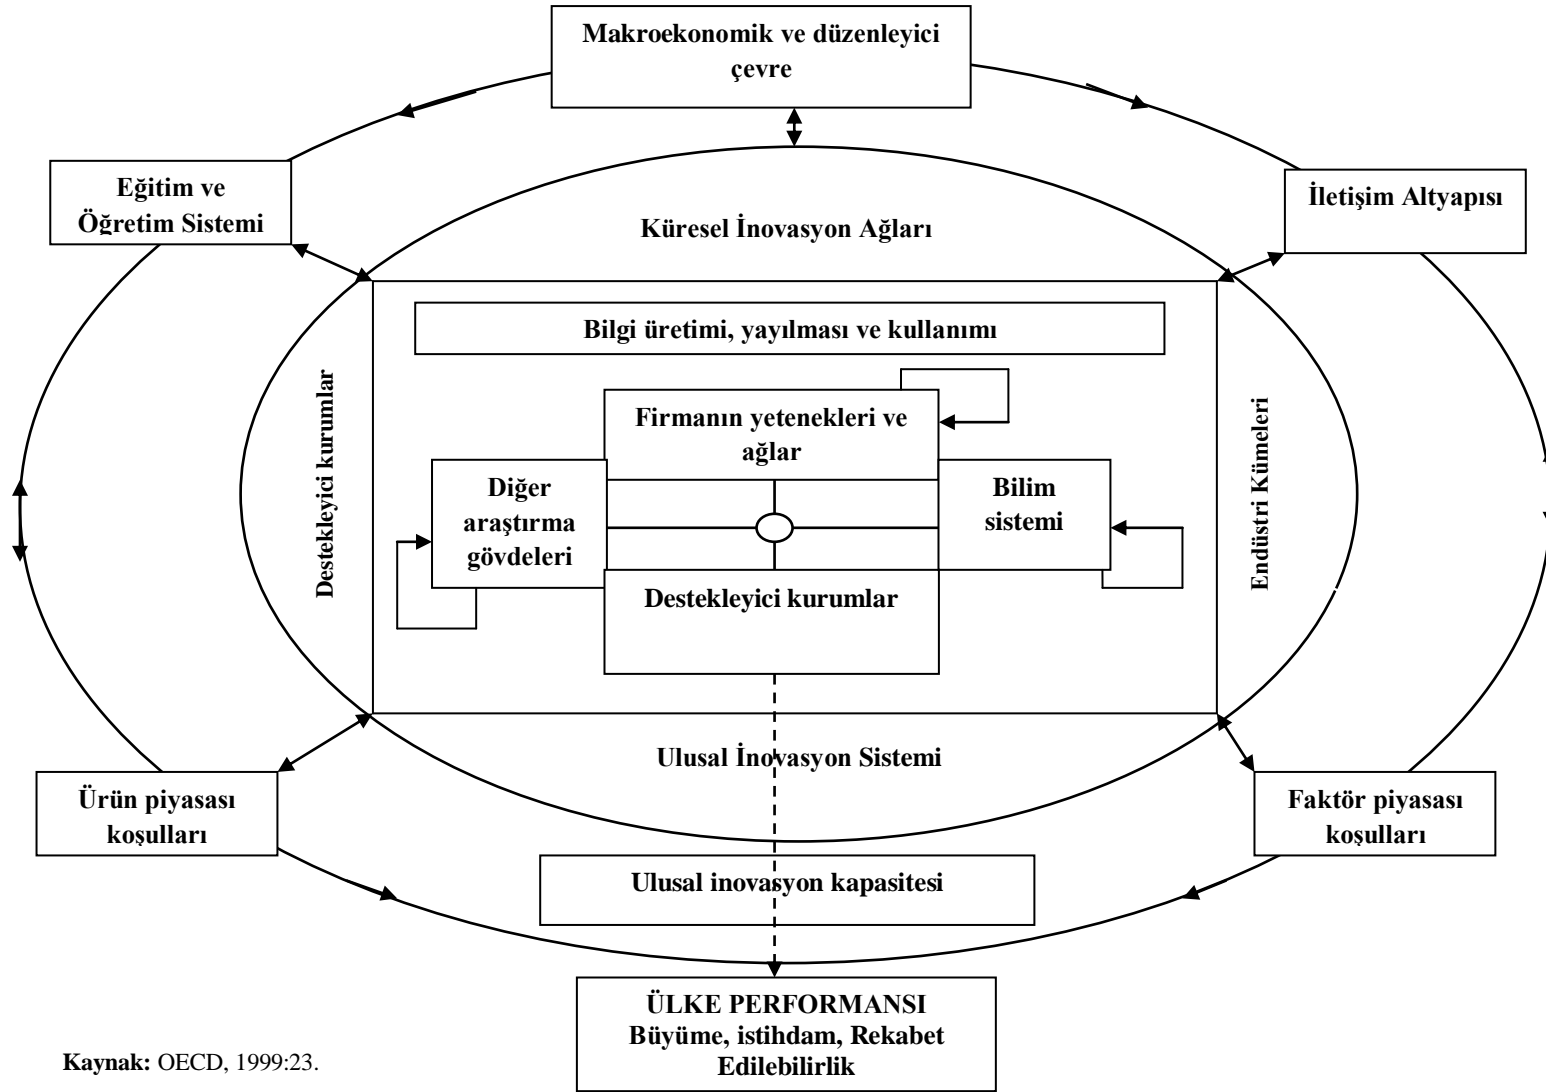 Makroekonomik ve düzenleyici
çevre
Eğitim ve
Öğretim Sistemi
İletişim Altyapısı
Küresel İnovasyon Ağları
Bilgi üretimi, yayılması ve kullanımı
Destekleyici kurumlar
Firmanın yetenekleri ve
ağlar
Diğer
araştırma
gövdeleri
Bilim
sistemi
Destekleyici kurumlar
Endüstri Kümeleri
Ulusal İnovasyon Sistemi
Ürün piyasası
koşulları
Faktör piyasası
koşulları
Ulusal inovasyon kapasitesi
ÜLKE PERFORMANSI
Büyüme, istihdam, Rekabet
Edilebilirlik
Kaynak: OECD, 1999:23.